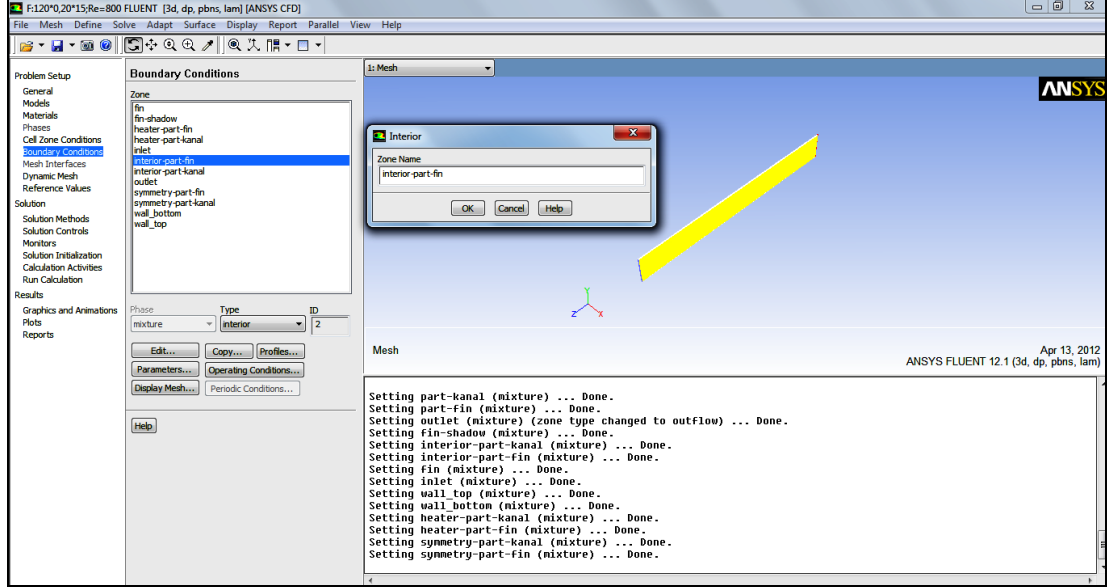 F:120*0,20*15;Re=800 FLUENT [3d, dp, pbns, lam] [ANSYS CFD]
File Mesh Define Solve Adapt Surface Display Report Parallel View Help
Problem Setup
General
Models
Materials
Phases
Cell Zone Conditions
Boundary Conditions
Mesh Interfaces
Dynamic Mesh
Reference Values
Solution
Solution Methods
Solution Controls
Monitors
Solution Initialization
Calculation Activities
Run Calculation
Results
Graphics and Animations
Plots
Reports
Boundary Conditions
Zone
fin
fin-shadow
heater-part-fin
heater-part-kanal
inlet
interior-part-fin
interior-part-kanal
outlet
symmetry-part-fin
symmetry-part-kanal
wall_bottom
wall_top
Phase Type ID
mixture interior 2
Edit... Copy... Profiles...
Parameters... Operating Conditions...
Display Mesh... Periodic Conditions...
Help
1: Mesh
ANSYS
Interior
Zone Name
interior-part-fin
OK Cancel Help
Y
Z X
Mesh Apr 13, 2012
ANSYS FLUENT 12.1 (3d, dp, pbns, lam)
Setting part-kanal (mixture) ... Done.
Setting part-fin (mixture) ... Done.
Setting outlet (mixture) (zone type changed to outflow) ... Done.
Setting fin-shadow (mixture) ... Done.
Setting interior-part-kanal (mixture) ... Done.
Setting interior-part-fin (mixture) ... Done.
Setting fin (mixture) ... Done.
Setting inlet (mixture) ... Done.
Setting wall_top (mixture) ... Done.
Setting wall_bottom (mixture) ... Done.
Setting heater-part-kanal (mixture) ... Done.
Setting heater-part-fin (mixture) ... Done.
Setting symmetry-part-kanal (mixture) ... Done.
Setting symmetry-part-fin (mixture) ... Done.